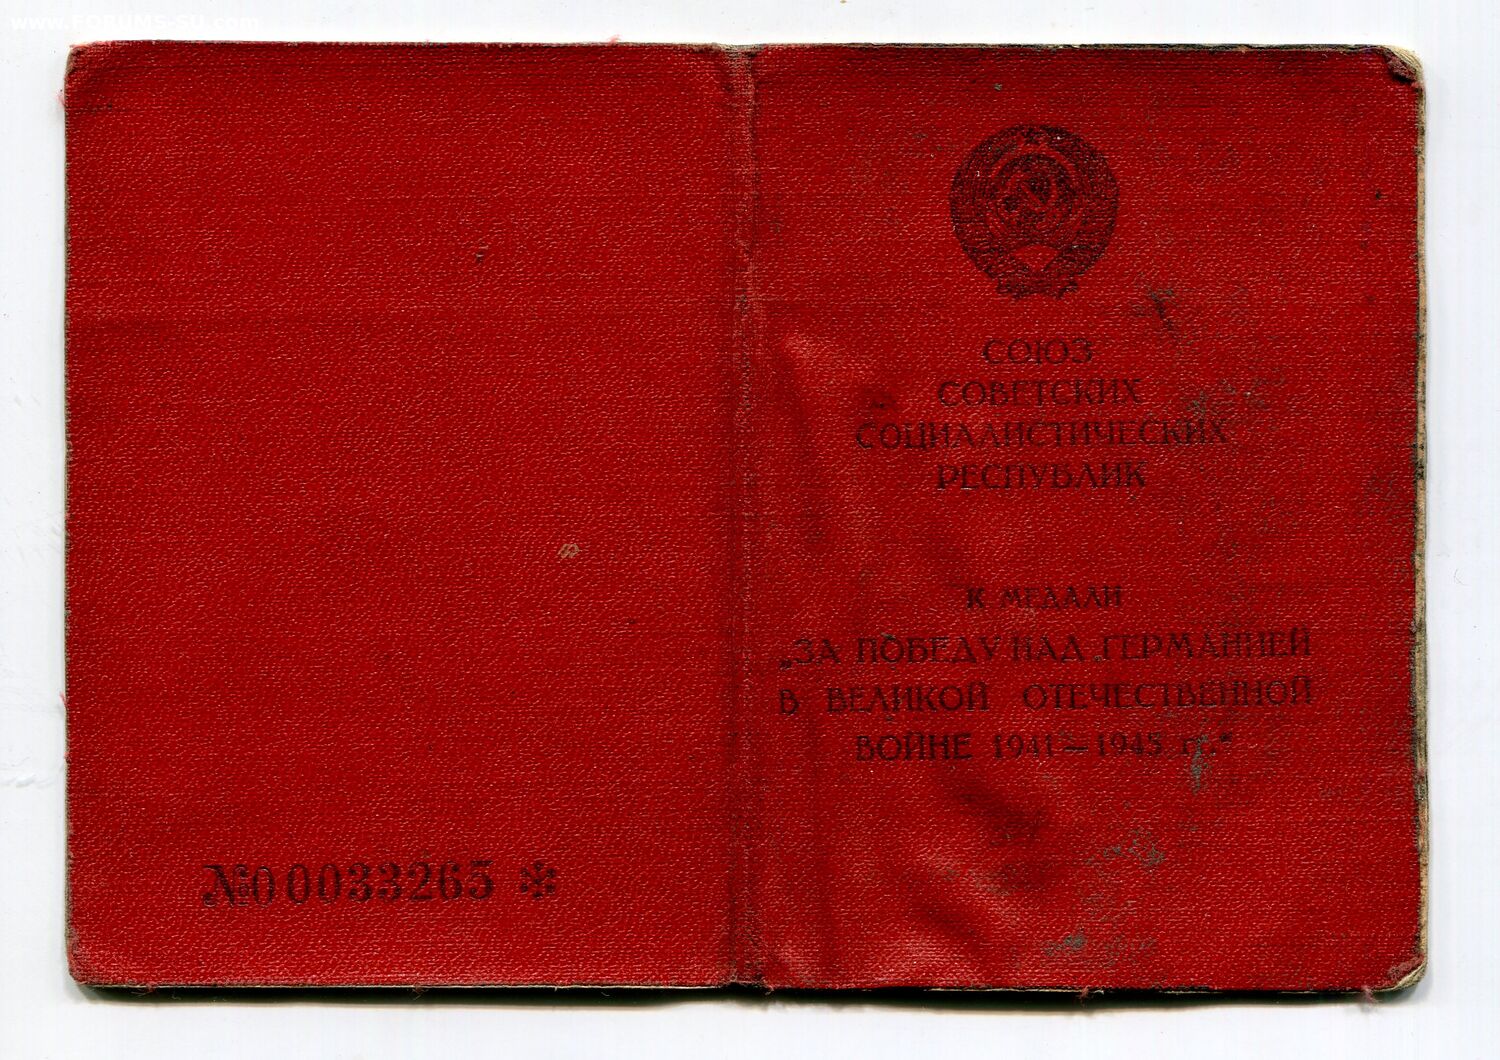 www.FORUMS-SU.com
СОЮЗ
СОВЕТСКИХ
СОЦИАЛИСТИЧЕСКИХ
РЕСПУБЛИК
К МЕДАЛИ
„ЗА ПОБЕДУ НАД ГЕРМАНИЕЙ
В ВЕЛИКОЙ ОТЕЧЕСТВЕННОЙ
ВОЙНЕ 1941—1945 гг.“
№00033265 *